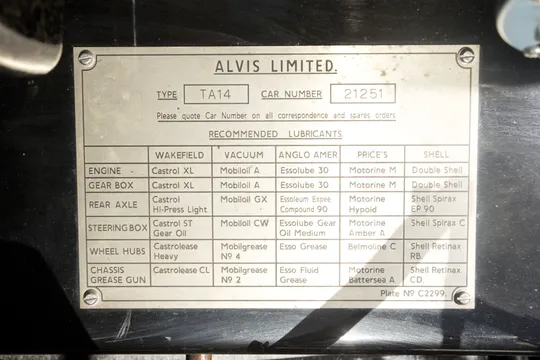 ALVIS LIMITED.
TYPE TA14 CAR NUMBER 21251
Please quote Car Number on all correspondence and spares orders
RECOMMENDED LUBRICANTS
WAKEFIELD VACUUM ANGLO AMER PRICE'S SHELL
ENGINE - Castrol XL Mobiloil A Essolube 30 Motorine M Double Shell
GEAR BOX Castrol XL Mobiloil A Essolube 30 Motorine M Double Shell
REAR AXLE Castrol Hi-Press Light Mobiloil GX Essoleum Expee Compound 90 Motorine Hypoid Shell Spirax EP 90
STEERING BOX Castrol ST Gear Oil Mobiloil CW Essolube Gear Oil Medium Motorine Amber A Shell Spirax C
WHEEL HUBS Castrolease Heavy Mobilgrease Nº 4 Esso Grease Belmoline C Shell Retinax RB.
CHASSIS GREASE GUN Castrolease CL Mobilgrease Nº 2 Esso Fluid Grease Motorine Battersea A Shell Retinax CD.
Plate Nº C2299.